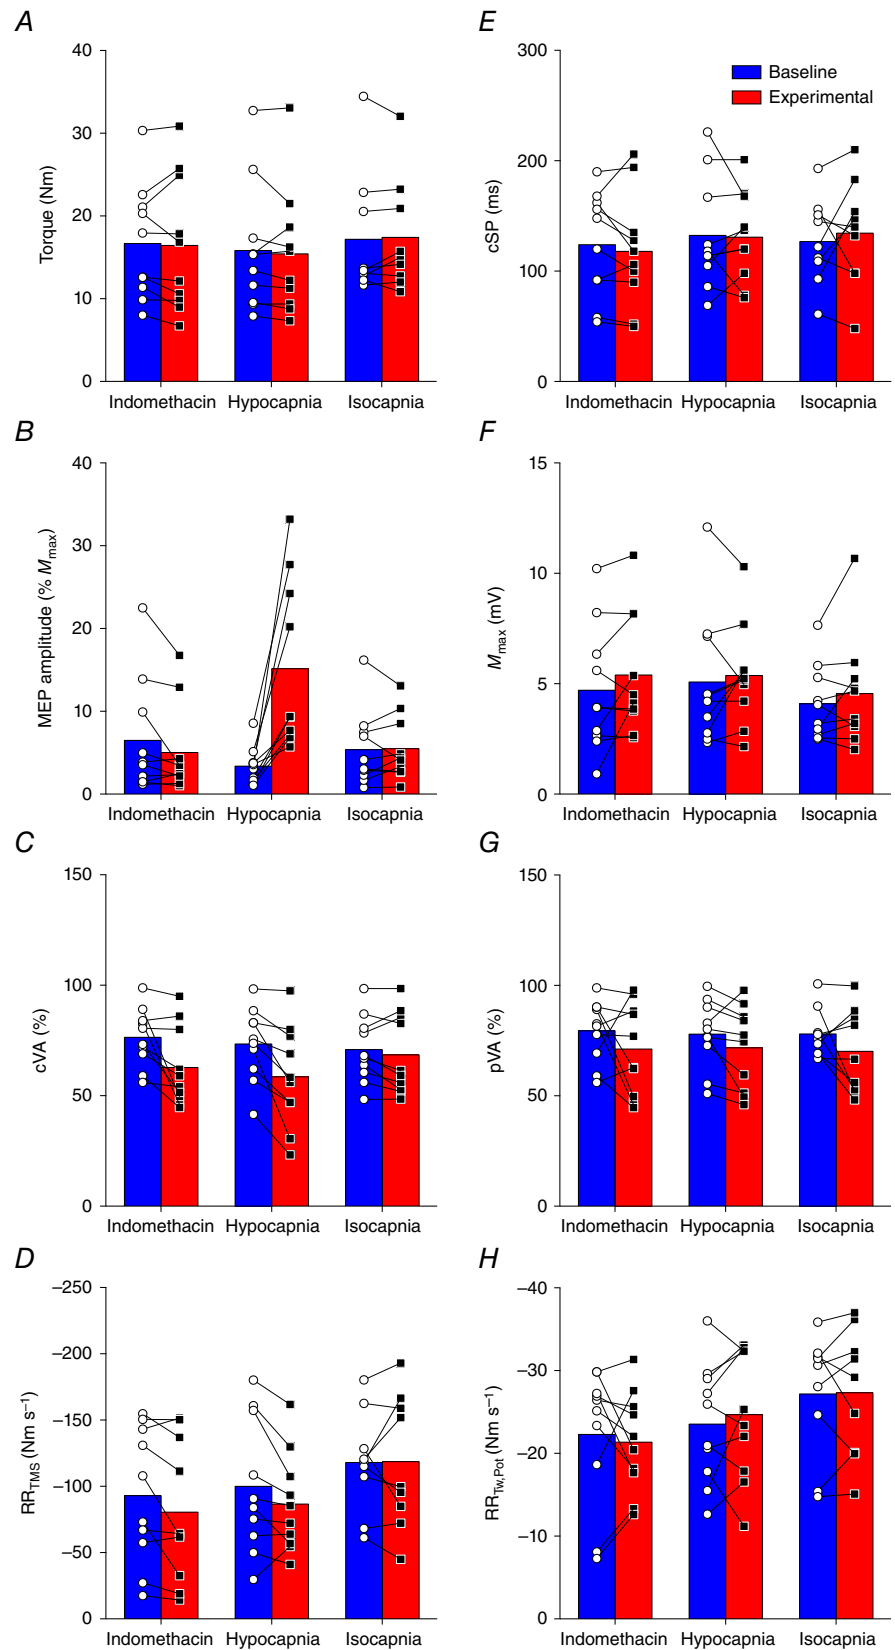 A
40
30
20
10
0
Torque (Nm)
Indomethacin Hypocapnia Isocapnia
E
300
200
100
0
cSP (ms)
Baseline
Experimental
Indomethacin Hypocapnia Isocapnia
B
40
30
20
10
0
MEP amplitude (% Mmax)
Indomethacin Hypocapnia Isocapnia
F
15
10
5
0
Mmax (mV)
Indomethacin Hypocapnia Isocapnia
C
150
100
50
0
cVA (%)
Indomethacin Hypocapnia Isocapnia
G
150
100
50
0
pVA (%)
Indomethacin Hypocapnia Isocapnia
D
–250
–200
–150
–100
–50
0
RRTMS (Nm s–1)
Indomethacin Hypocapnia Isocapnia
H
–40
–30
–20
–10
0
RRTw,Pot (Nm s–1)
Indomethacin Hypocapnia Isocapnia